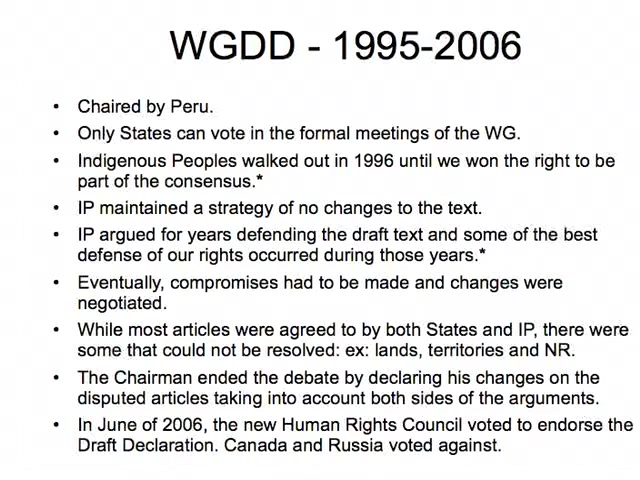 WGDD - 1995-2006
• Chaired by Peru.
• Only States can vote in the formal meetings of the WG.
• Indigenous Peoples walked out in 1996 until we won the right to be
part of the consensus.*
• IP maintained a strategy of no changes to the text.
• IP argued for years defending the draft text and some of the best
defense of our rights occurred during those years.*
• Eventually, compromises had to be made and changes were
negotiated.
• While most articles were agreed to by both States and IP, there were
some that could not be resolved: ex: lands, territories and NR.
• The Chairman ended the debate by declaring his changes on the
disputed articles taking into account both sides of the arguments.
• In June of 2006, the new Human Rights Council voted to endorse the
Draft Declaration. Canada and Russia voted against.